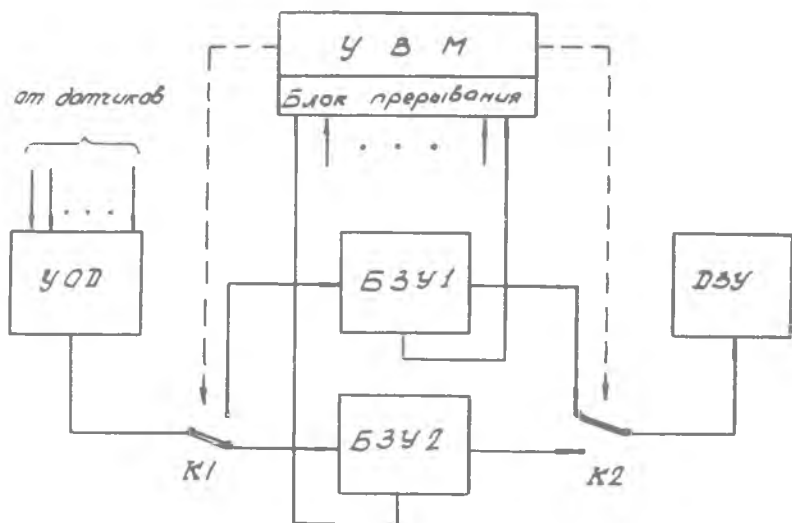 У В М
Блок прерывания
от датчиков
. . .
. . .
УОД
БЗУ1
ДЗУ
БЗУ2
К1
К2